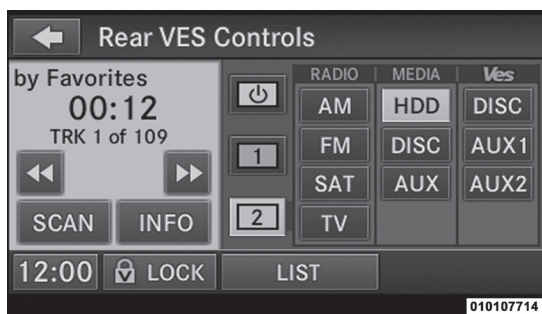 Rear VES Controls
by Favorites
00:12
TRK 1 of 109
SCAN INFO
1
2
RADIO MEDIA Ves
AM HDD DISC
FM DISC AUX1
SAT AUX AUX2
TV
12:00 LOCK LIST
010107714